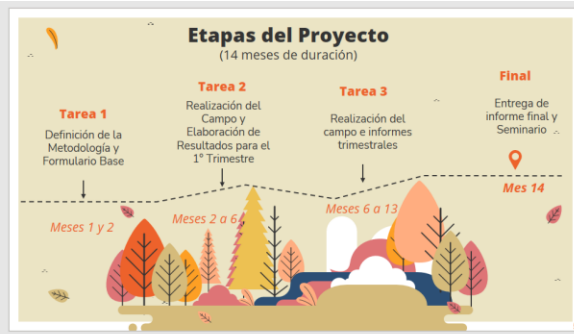 Etapas del Proyecto
(14 meses de duración)
Tarea 1
Definición de la
Metodología y
Formulario Base
Meses 1 y 2
Tarea 2
Realización del
Campo y
Elaboración de
Resultados para el
1° Trimestre
Meses 2 a 6
Tarea 3
Realización del
campo e informes
trimestrales
Meses 6 a 13
Final
Entrega de
informe final y
Seminario
Mes 14